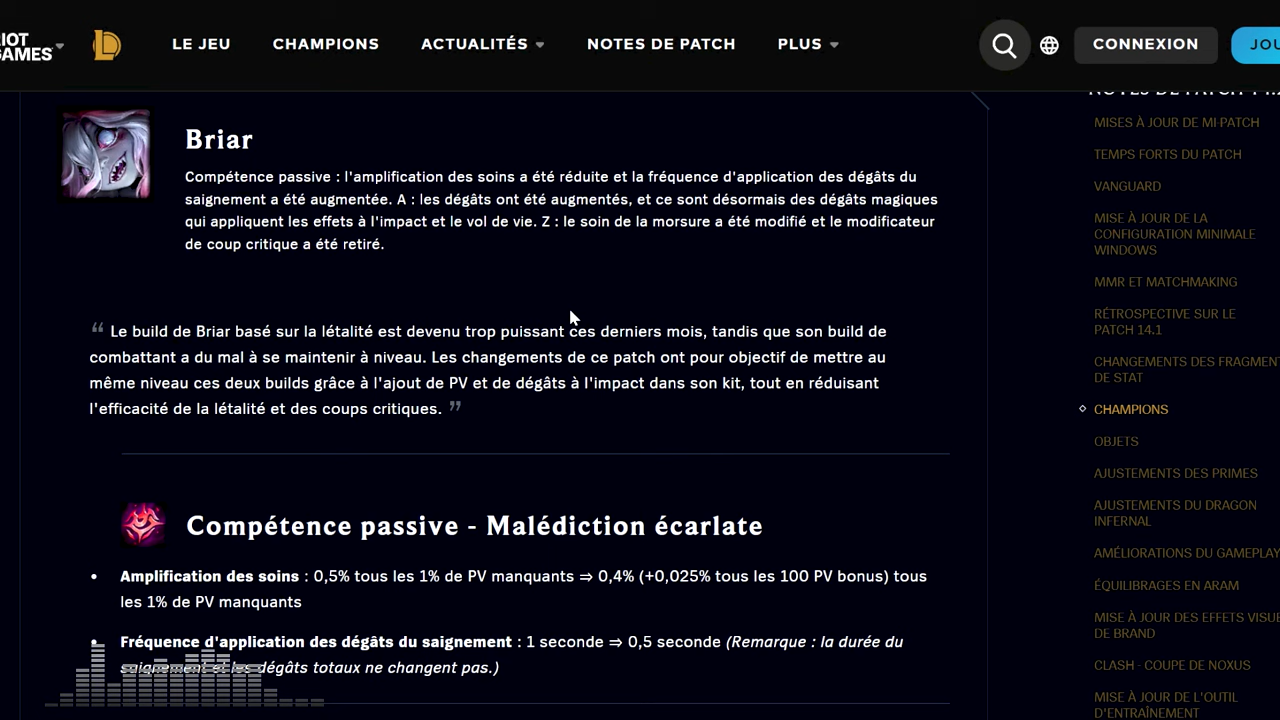 RIOT
GAMES
LE JEU
CHAMPIONS
ACTUALITÉS
NOTES DE PATCH
PLUS
CONNEXION
JOU
Briar
Compétence passive : l'amplification des soins a été réduite et la fréquence d'application des dégâts du
saignement a été augmentée. A : les dégâts ont été augmentés, et ce sont désormais des dégâts magiques
qui appliquent les effets à l'impact et le vol de vie. Z : le soin de la morsure a été modifié et le modificateur
de coup critique a été retiré.
“ Le build de Briar basé sur la létalité est devenu trop puissant ces derniers mois, tandis que son build de
combattant a du mal à se maintenir à niveau. Les changements de ce patch ont pour objectif de mettre au
même niveau ces deux builds grâce à l'ajout de PV et de dégâts à l'impact dans son kit, tout en réduisant
l'efficacité de la létalité et des coups critiques. ”
Compétence passive - Malédiction écarlate
• Amplification des soins : 0,5% tous les 1% de PV manquants ⇒ 0,4% (+0,025% tous les 100 PV bonus) tous
les 1% de PV manquants
• Fréquence d'application des dégâts du saignement : 1 seconde ⇒ 0,5 seconde (Remarque : la durée du
saignement et les dégâts totaux ne changent pas.)
NOTES DE PATCH
MISES À JOUR DE MI-PATCH
TEMPS FORTS DU PATCH
VANGUARD
MISE À JOUR DE LA
CONFIGURATION MINIMALE
WINDOWS
MMR ET MATCHMAKING
RÉTROSPECTIVE SUR LE
PATCH 14.1
CHANGEMENTS DES FRAGMENT
DE STAT
CHAMPIONS
OBJETS
AJUSTEMENTS DES PRIMES
AJUSTEMENTS DU DRAGON
INFERNAL
AMÉLIORATIONS DU GAMEPLAY
ÉQUILIBRAGES EN ARAM
MISE À JOUR DES EFFETS VISUE
DE BRAND
CLASH - COUPE DE NOXUS
MISE À JOUR DE L'OUTIL
D'ENTRAÎNEMENT